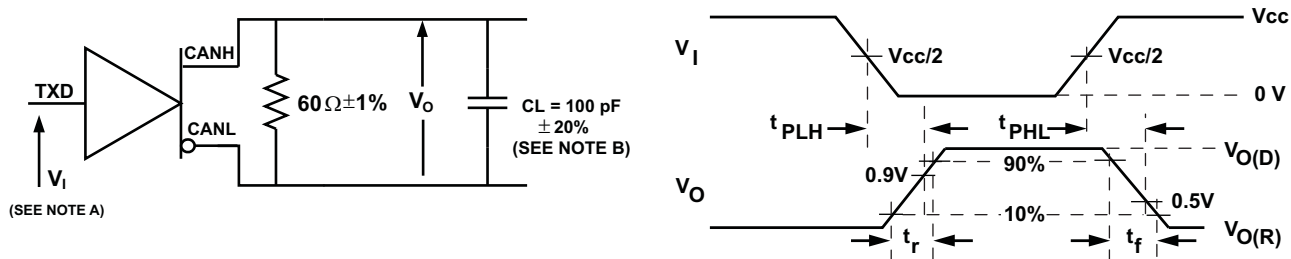 TXD
CANH
CANL
60 Ω±1%
VO
CL = 100 pF
± 20%
(SEE NOTE B)
VI
(SEE NOTE A)
VI
Vcc/2
Vcc/2
Vcc
0 V
tPLH
tPHL
VO
0.9V
90%
10%
0.5V
VO(D)
VO(R)
tr
tf